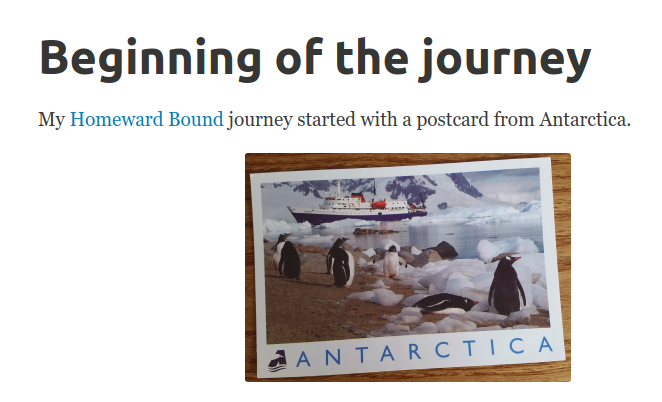 Beginning of the journey
My Homeward Bound journey started with a postcard from Antarctica.
ANTARCTICA